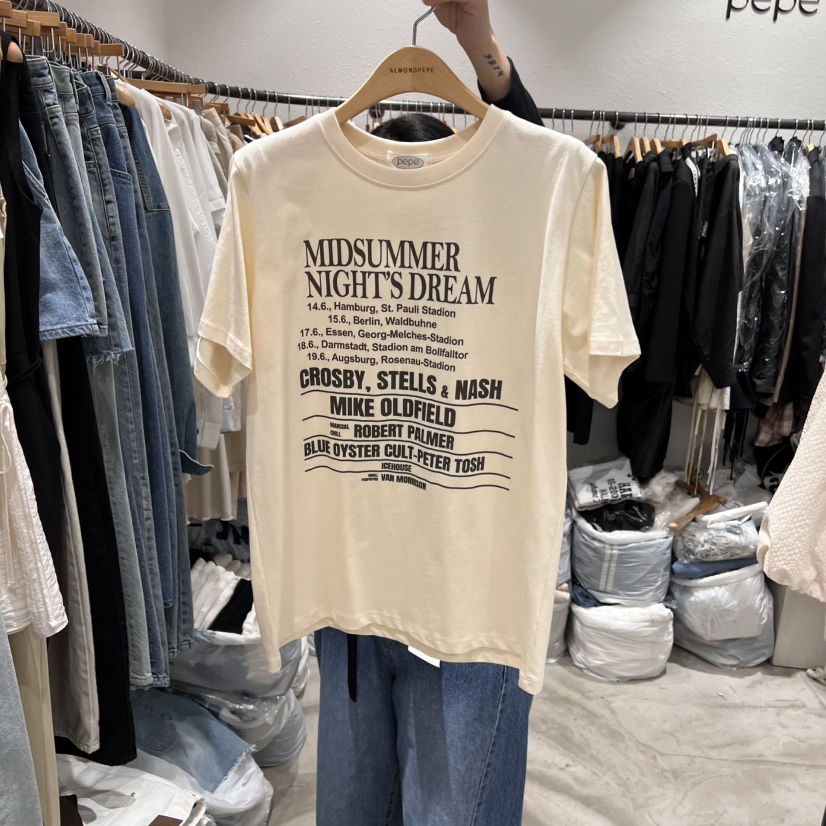 pepe
ALMONDPEPE
pepe
MIDSUMMER
NIGHT'S DREAM
14.6., Hamburg, St. Pauli Stadion
15.6., Berlin, Waldbuhne
17.6., Essen, Georg-Melches-Stadion
18.6., Darmstadt, Stadion am Bollfalltor
19.6., Augsburg, Rosenau-Stadion
CROSBY, STELLS & NASH
MIKE OLDFIELD
ROBERT PALMER
BLUE OYSTER CULT-PETER TOSH
ICEHOUSE
VAN MORRISON